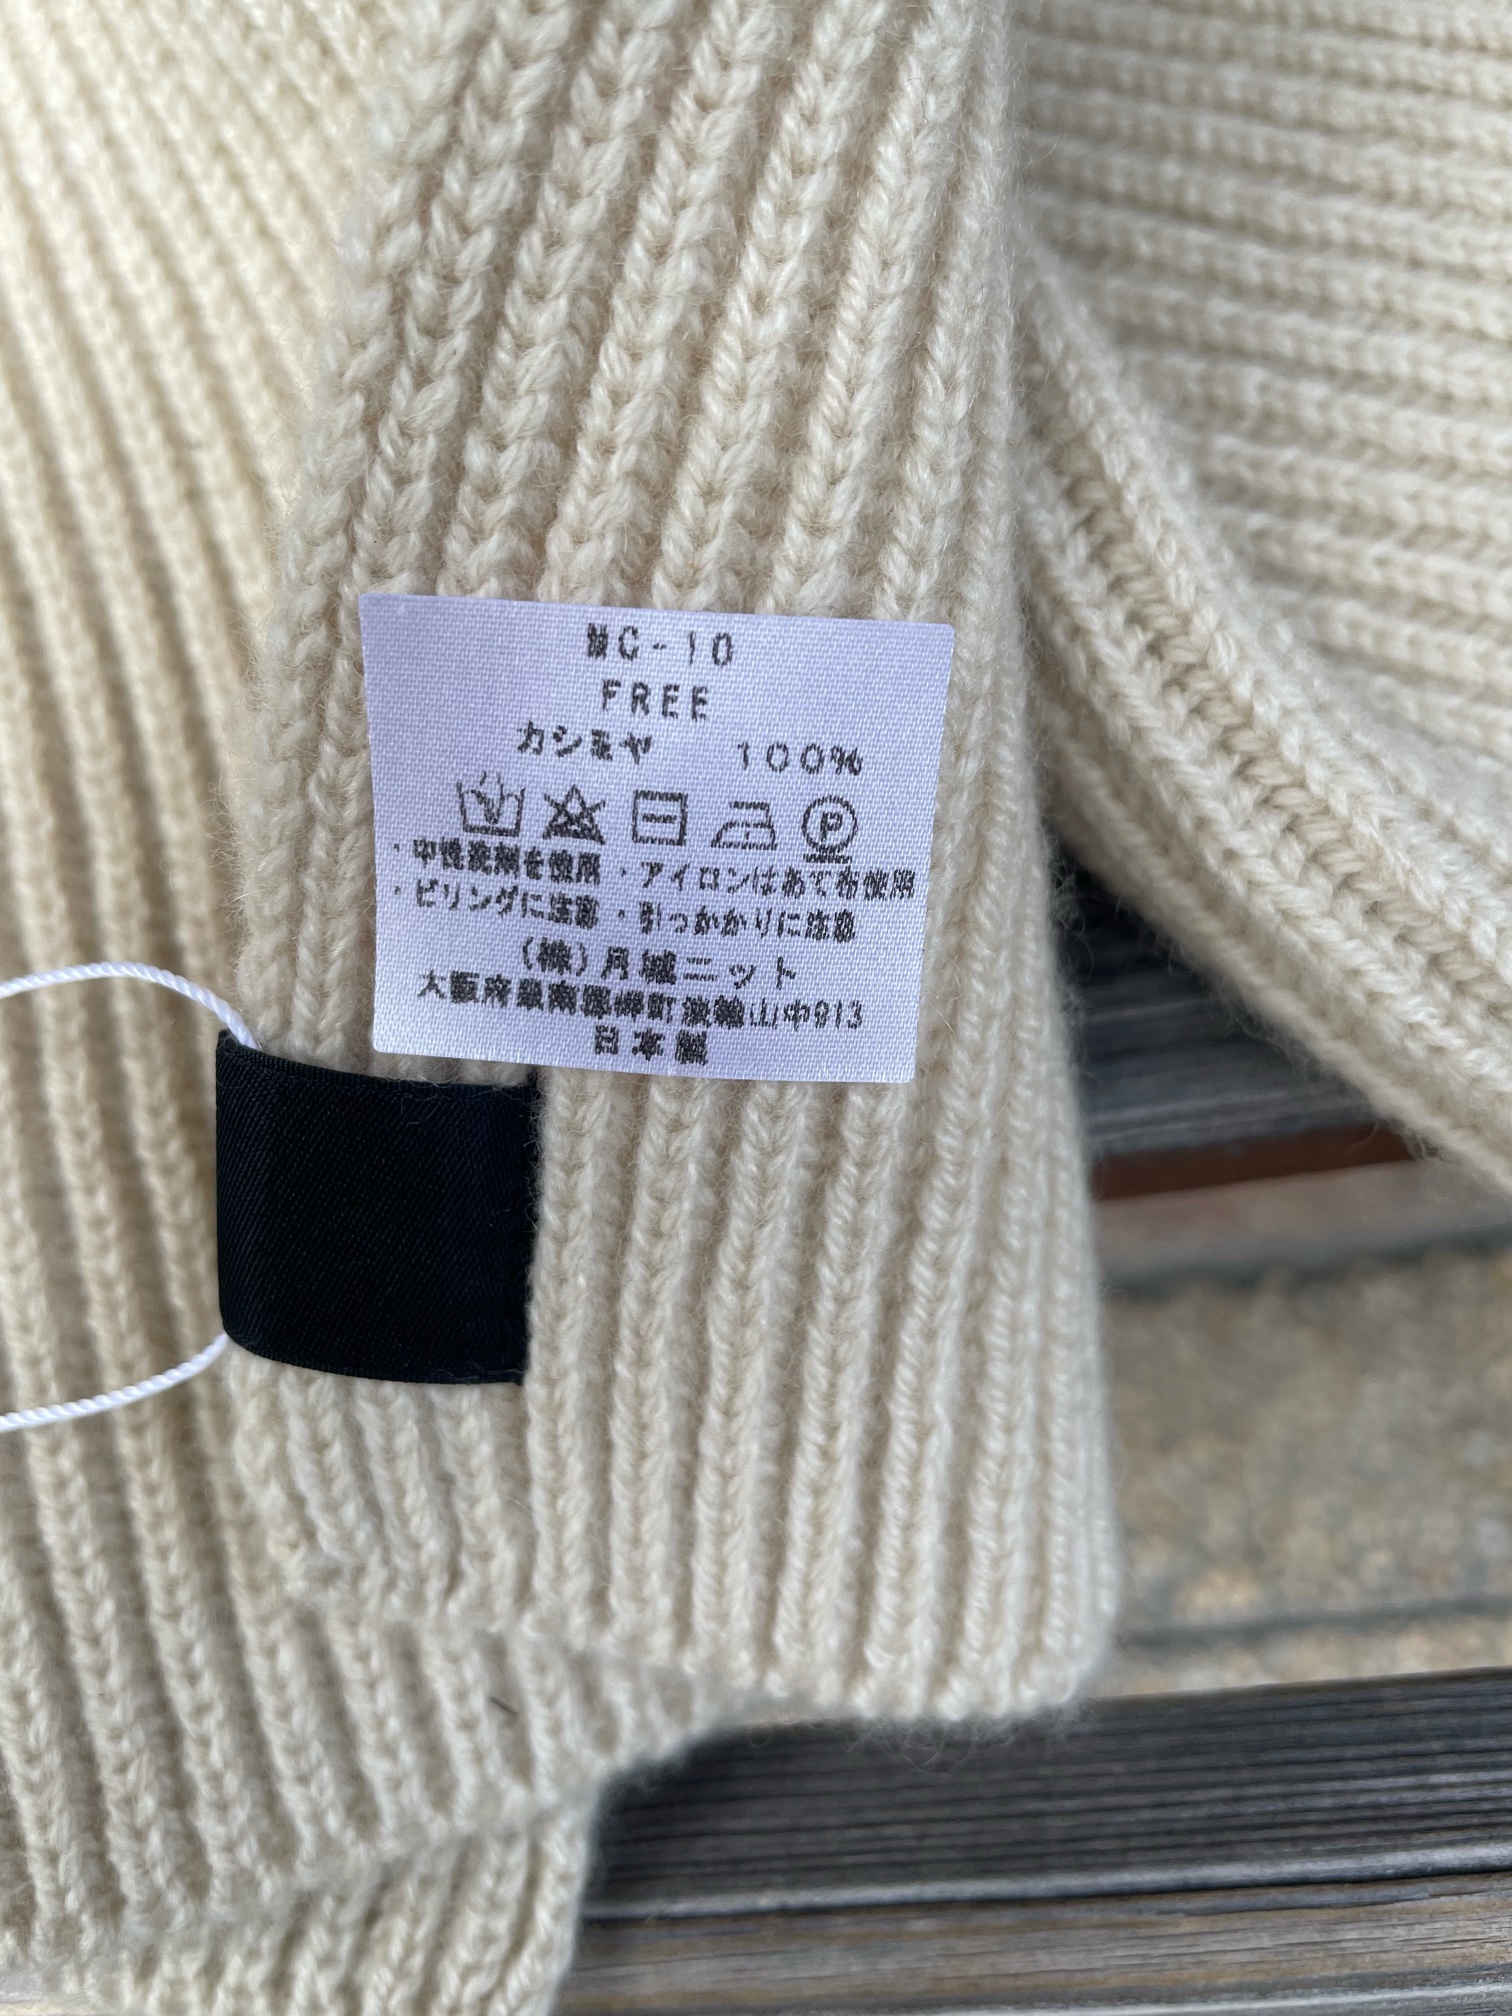 MC-10
FREE
カシミヤ 100%
P
・中性洗剤を使用・アイロンはあて布使用
・ピリングに注意・引っかかりに注意
(株)月城ニット
大阪府泉南郡岬町淡輪山中913
日本製